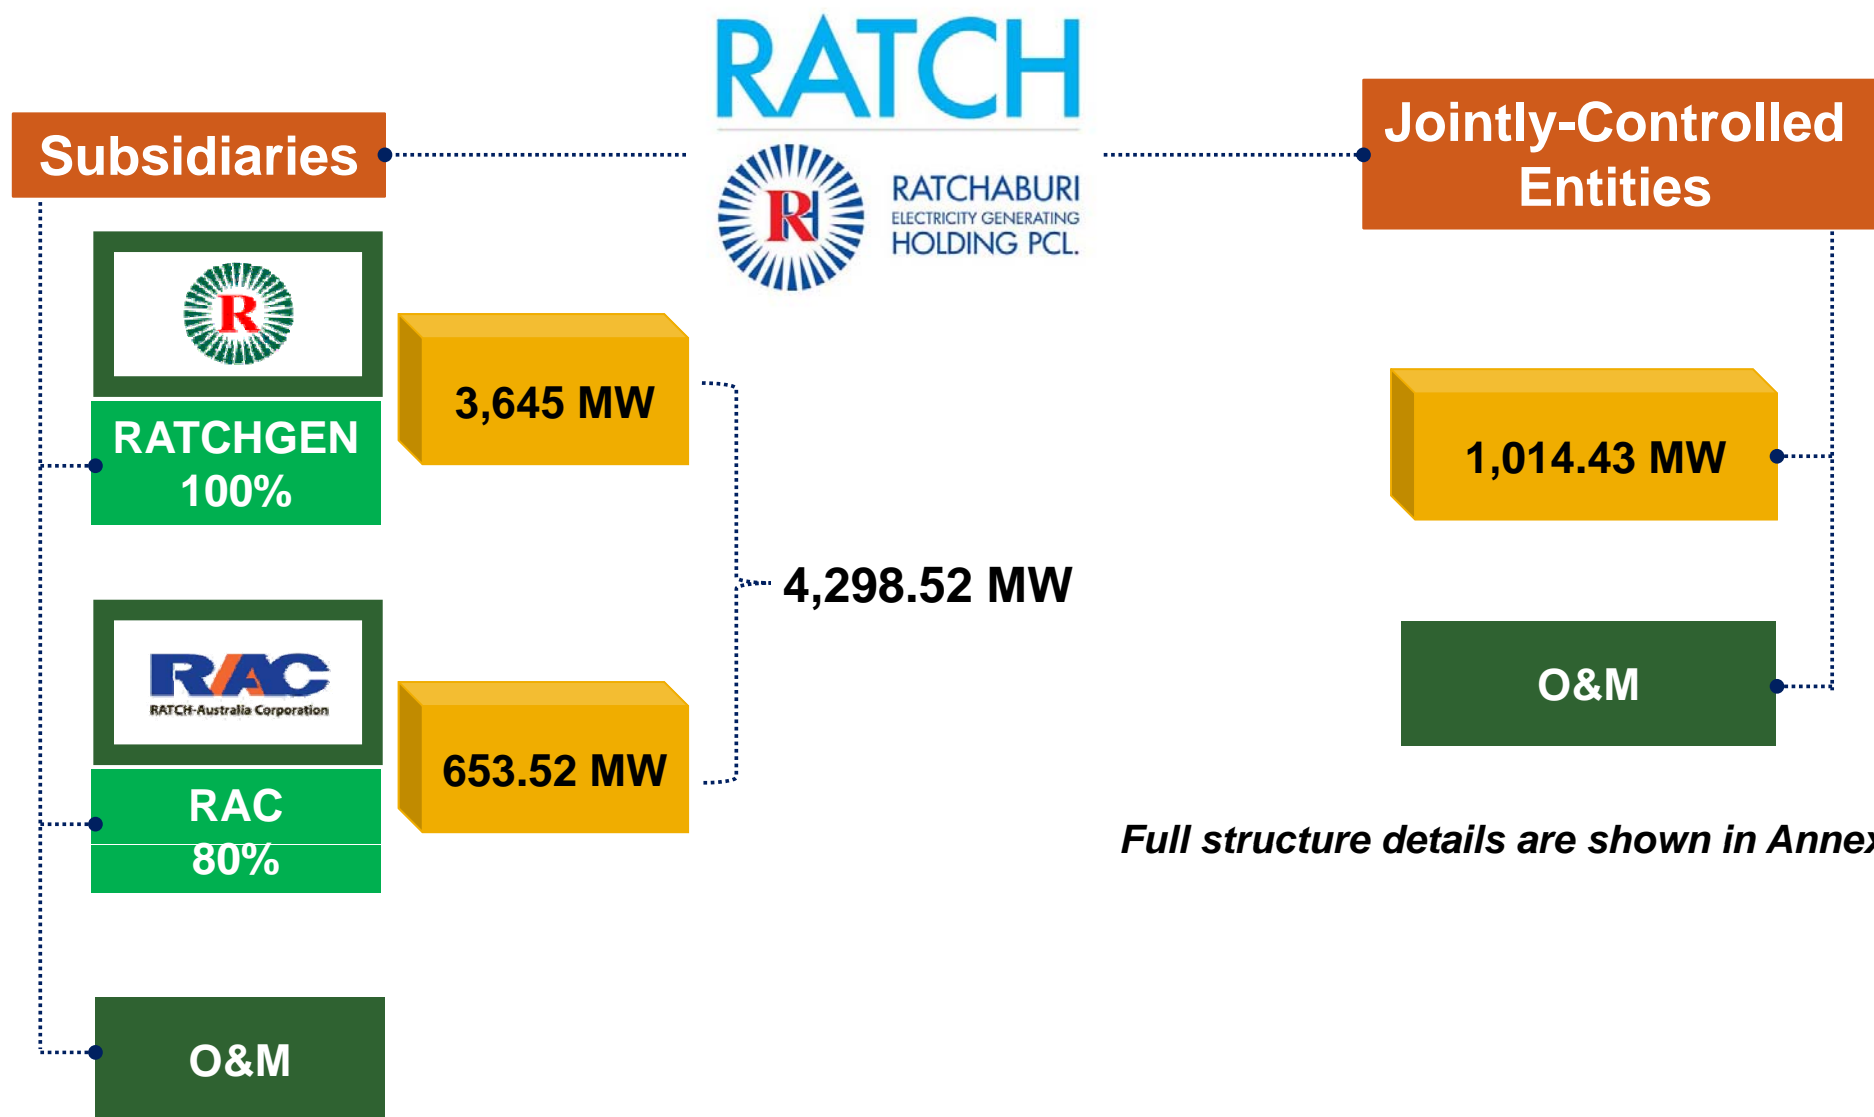 RATCH
RATCHABURI
ELECTRICITY GENERATING
HOLDING PCL.
RH
Subsidiaries
R
RATCHGEN
100%
3,645 MW
RAC
RATCH-Australia Corporation
RAC
80%
653.52 MW
O&M
4,298.52 MW
Jointly-Controlled
Entities
1,014.43 MW
O&M
Full structure details are shown in Annex